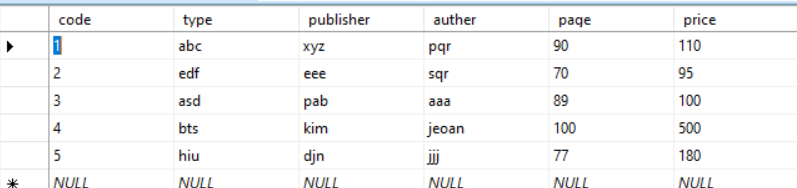 code type publisher auther page price
1 abc xyz pqr 90 110
2 edf eee sqr 70 95
3 asd pab aaa 89 100
4 bts kim jeoan 100 500
5 hiu djn jjj 77 180
NULL NULL NULL NULL NULL NULL